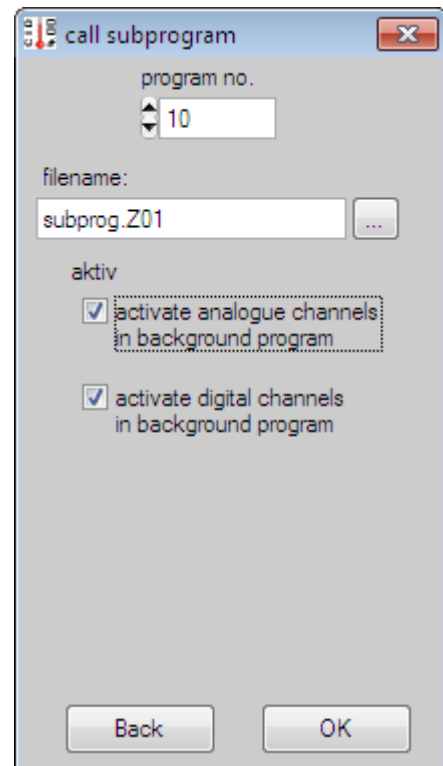 call subprogram
program no.
10
filename:
subprog.Z01
...
aktiv
activate analogue channels
in background program
activate digital channels
in background program
Back
OK